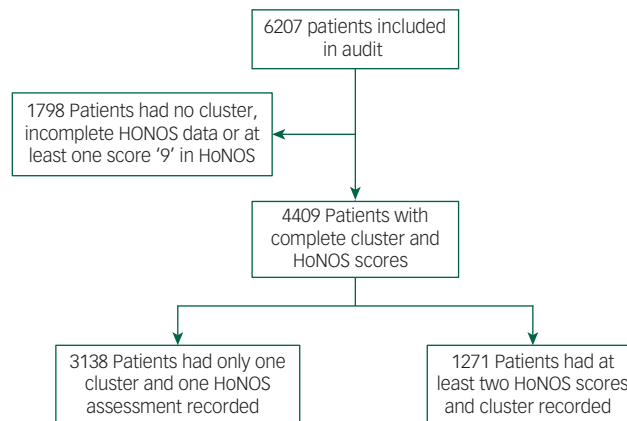 6207 patients included
in audit
1798 Patients had no cluster,
incomplete HONOS data or at
least one score '9' in HoNOS
4409 Patients with
complete cluster and
HoNOS scores
3138 Patients had only one
cluster and one HoNOS
assessment recorded
1271 Patients had at
least two HoNOS scores
and cluster recorded